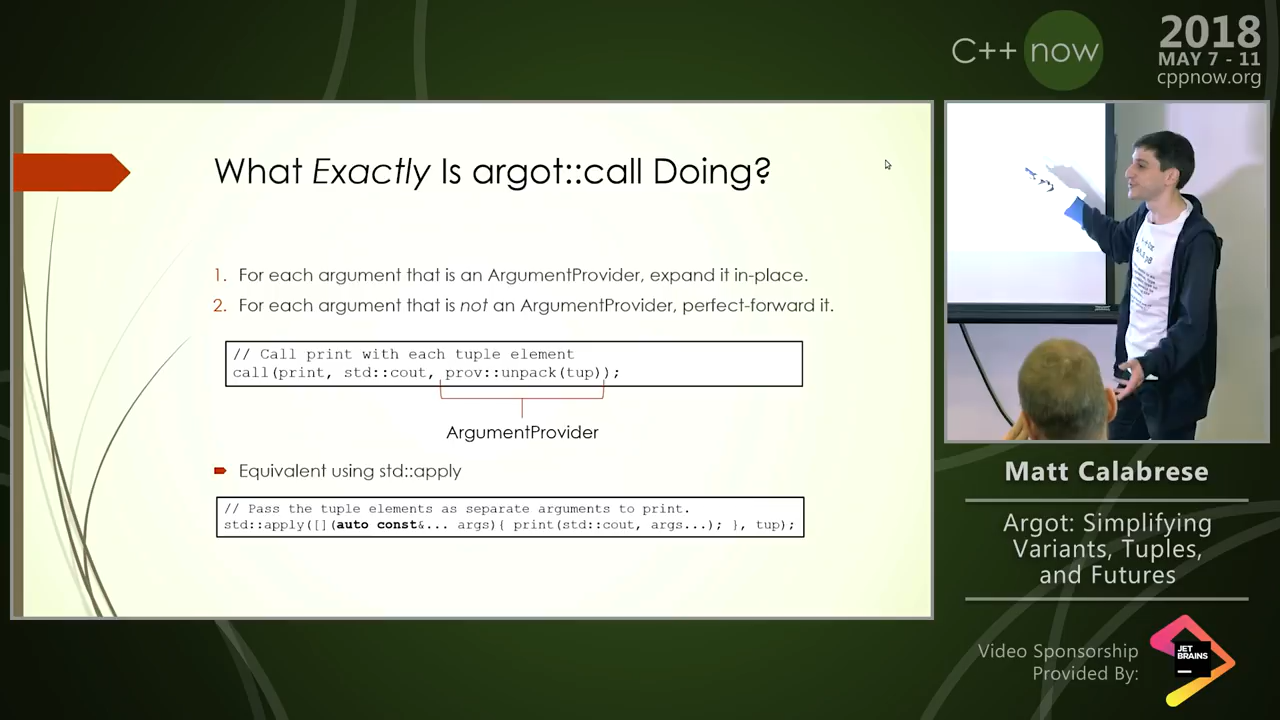 C++ now
2018
MAY 7 - 11
cppnow.org
What Exactly Is argot::call Doing?
1. For each argument that is an ArgumentProvider, expand it in-place.
2. For each argument that is not an ArgumentProvider, perfect-forward it.
// Call print with each tuple element
call(print, std::cout, prov::unpack(tup));
ArgumentProvider
Equivalent using std::apply
// Pass the tuple elements as separate arguments to print.
std::apply([](auto const&... args){ print(std::cout, args...); }, tup);
Matt Calabrese
Argot: Simplifying
Variants, Tuples,
and Futures
Video Sponsorship
Provided By:
JET
BRAINS